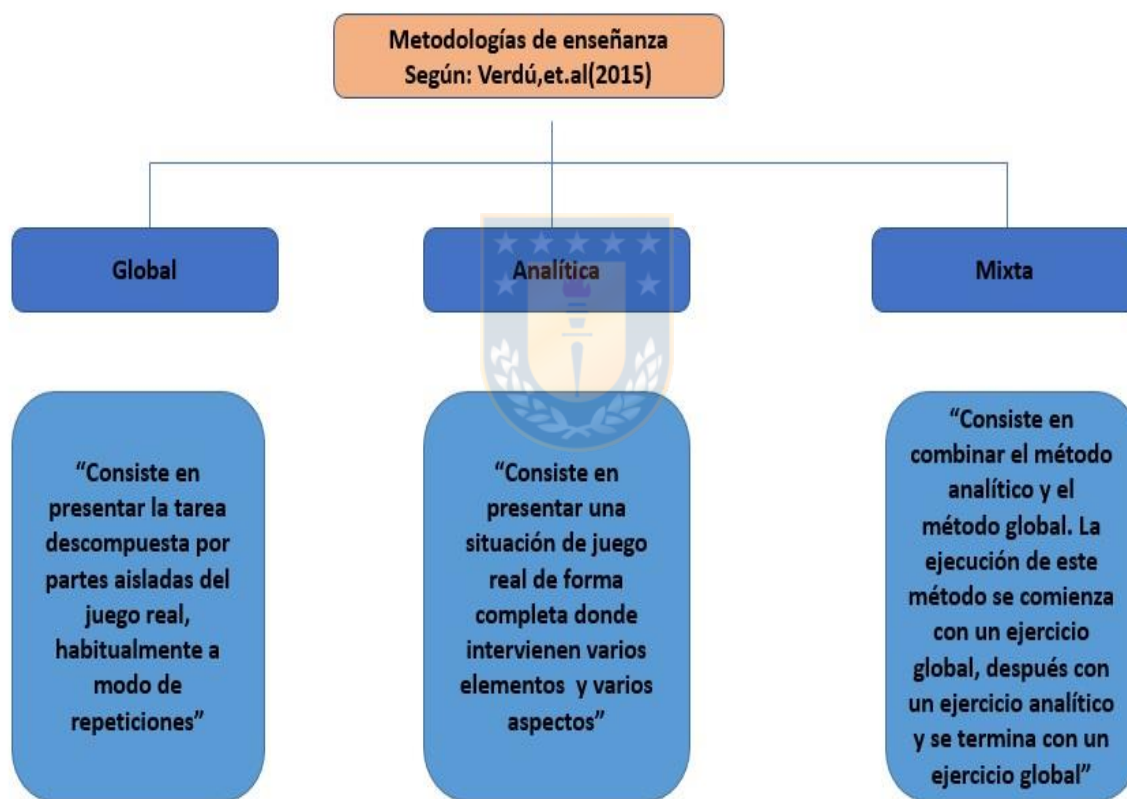 Metodologías de enseñanza
Según: Verdú,et.al(2015)
Global
Analítica
Mixta
“Consiste en
presentar la tarea
descompuesta por
partes aisladas del
juego real,
habitualmente a
modo de
repeticiones”
“Consiste en
presentar una
situación de juego
real de forma
completa donde
intervienen varios
elementos y varios
aspectos”
“Consiste en
combinar el método
analítico y el
método global. La
ejecución de este
método se comienza
con un ejercicio
global, después con
un ejercicio analítico
y se termina con un
ejercicio global”